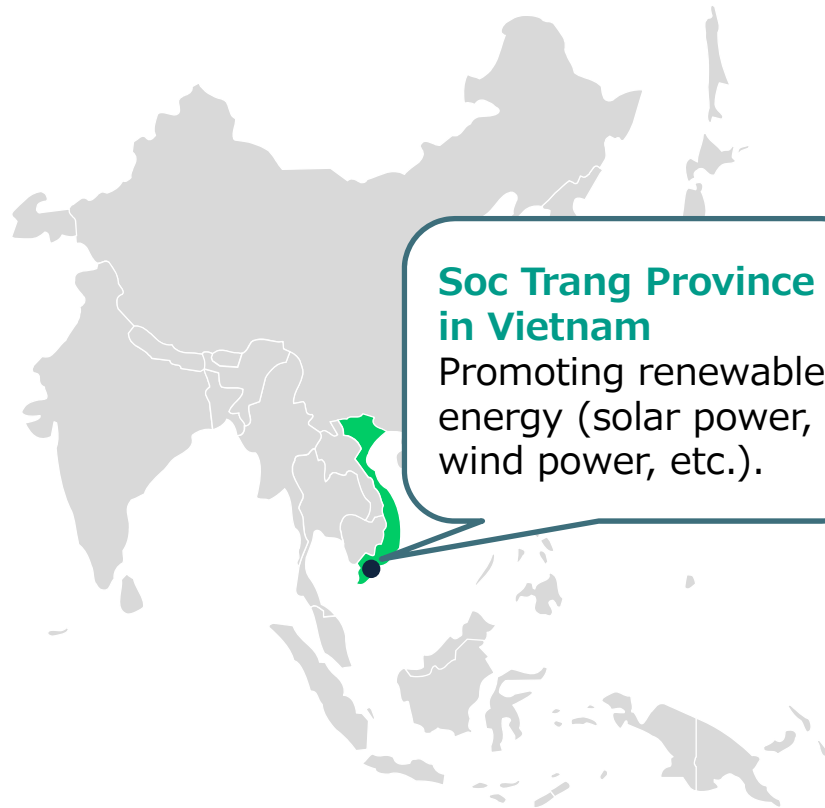 Soc Trang Province
in Vietnam
Promoting renewable
energy (solar power,
wind power, etc.).